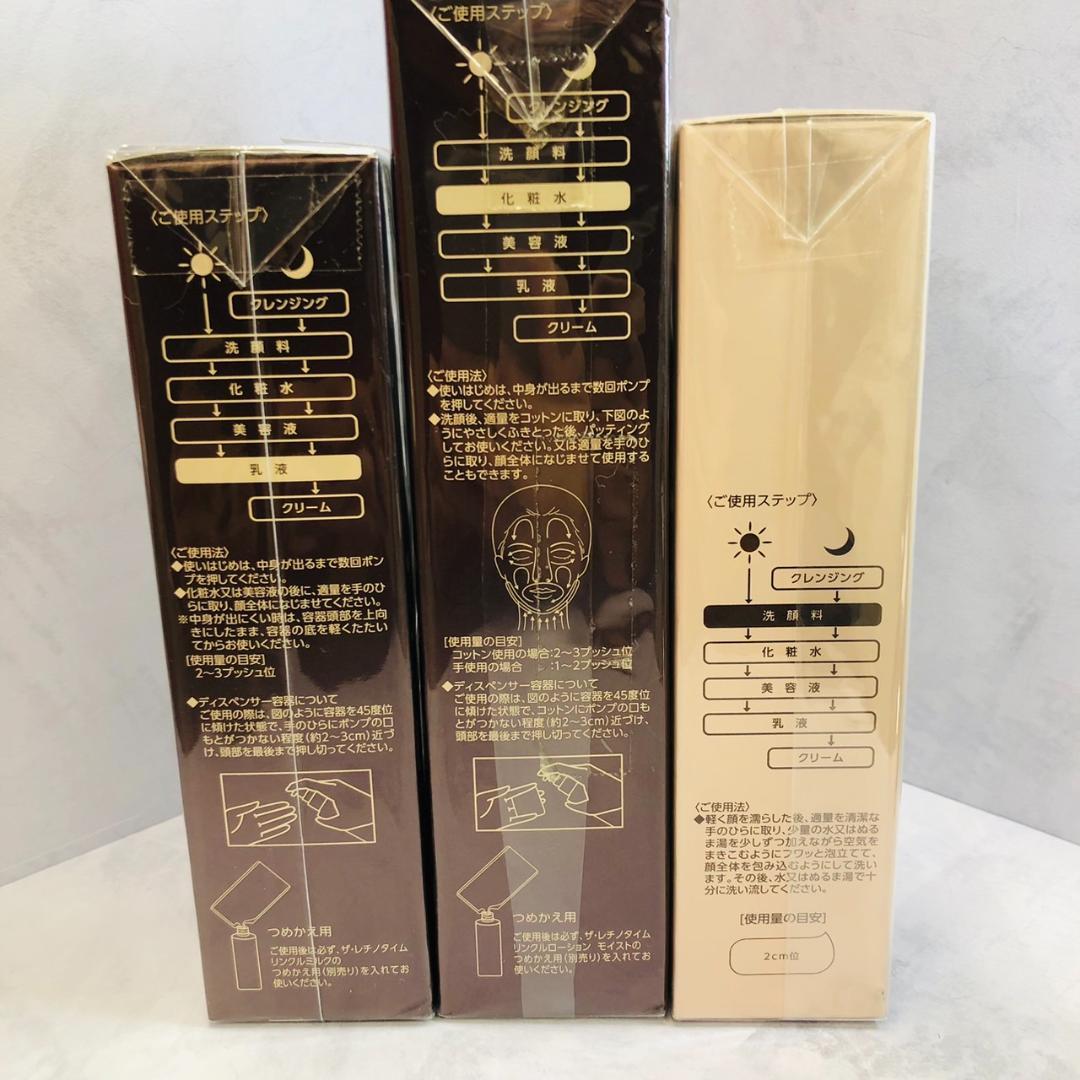 〈ご使用ステップ〉
クレンジング
洗顔料
化粧水
美容液
乳液
クリーム
〈ご使用法〉
◆使いはじめは、中身が出るまで数回ポン
プを押してください。
◆化粧水又は美容液の後に、適量を手のひ
らに取り、顔全体になじませてください。
※中身が出にくい時は、容器頭部を上向
きにしたまま、容器の底を軽くたたい
てからお使いください。
[使用量の目安]
2〜3プッシュ位
◆ディスペンサー容器について
ご使用の際は、図のように容器を45度位
に傾けた状態で、手のひらにポンプの口
もとがつかない程度(約2〜3cm)近づ
け、頭部を最後まで押し切ってください。
つめかえ用
ご使用後は必ず、ザ・レチノタイム
リンクルミルクの
つめかえ用(別売り)を入れてお
使いください。
〈ご使用ステップ〉
クレンジング
洗顔料
化粧水
美容液
乳液
クリーム
〈ご使用法〉
◆使いはじめは、中身が出るまで数回ポンプ
を押してください。
◆洗顔後、適量をコットンに取り、下図のよ
うにやさしくふきとった後、パッティング
してお使いください。又は適量を手のひ
らに取り、顔全体になじませて使用する
こともできます。
[使用量の目安]
コットン使用の場合:2〜3プッシュ位
手使用の場合 :1〜2プッシュ位
◆ディスペンサー容器について
ご使用の際は、図のように容器を45度位
に傾けた状態で、コットンにポンプの口も
とがつかない程度(約2〜3cm)近づけ、
頭部を最後まで押し切ってください。
つめかえ用
ご使用後は必ず、ザ・レチノタイム
リンクルローション モイストの
つめかえ用(別売り)を入れてお
使いください。
〈ご使用ステップ〉
クレンジング
洗顔料
化粧水
美容液
乳液
クリーム
〈ご使用法〉
◆軽く顔を濡らした後、適量を清潔な
手のひらに取り、少量の水又はぬる
ま湯を少しずつ加えながら空気を
まきこむようにフワッと泡立てて、
顔全体を包み込むようにして洗い
ます。その後、水又はぬるま湯で十
分に洗い流してください。
[使用量の目安]
2cm位